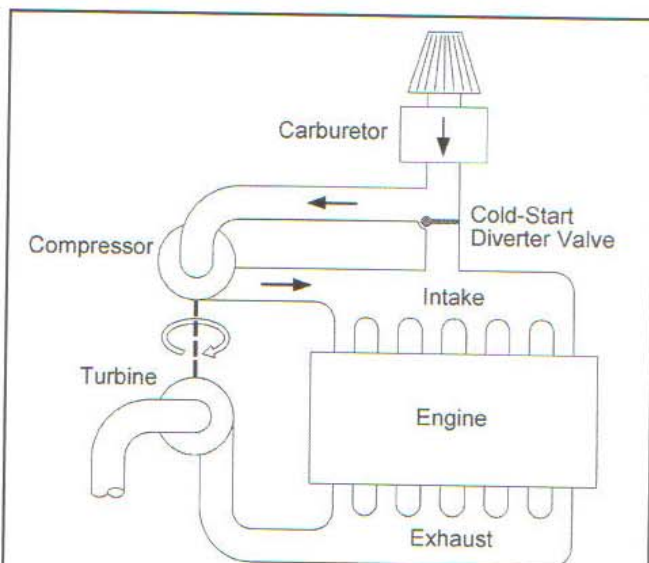 Carburetor
Cold-Start
Diverter Valve
Compressor
Intake
Turbine
Engine
Exhaust